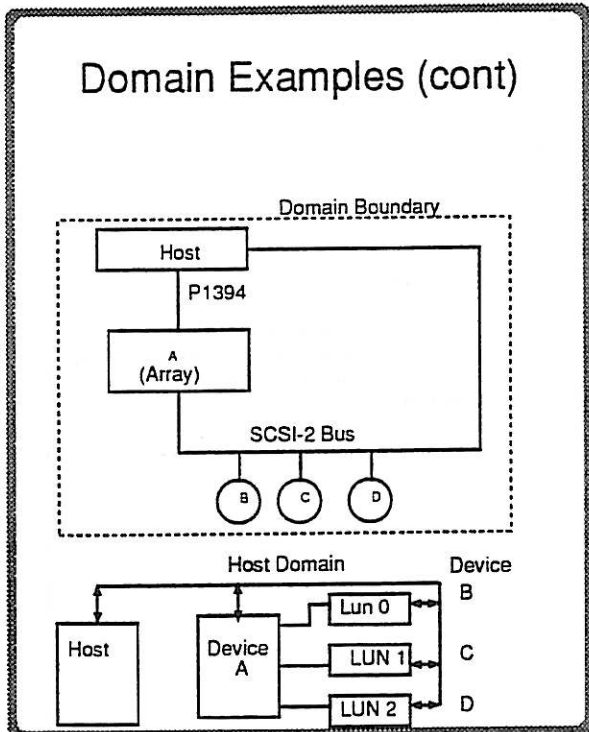 Domain Examples (cont)
Domain Boundary
Host
P1394
A
(Array)
SCSI-2 Bus
B
C
D
Host Domain
Device
B
Lun 0
Host
Device
A
LUN 1
C
LUN 2
D